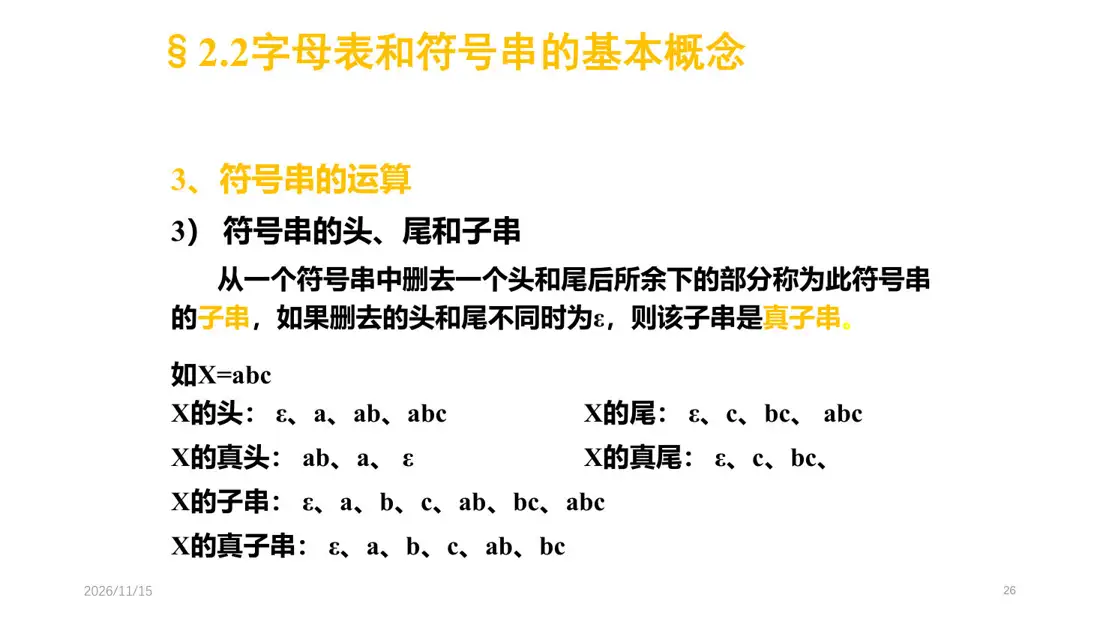 §2.2字母表和符号串的基本概念
3、符号串的运算
3） 符号串的头、尾和子串
从一个符号串中删去一个头和尾后所余下的部分称为此符号串
的子串，如果删去的头和尾不同时为ε，则该子串是真子串。
如X=abc
X的头： ε、a、ab、abc
X的尾： ε、c、bc、 abc
X的真头： ab、a、 ε
X的真尾： ε、c、bc、
X的子串： ε、a、b、c、ab、bc、abc
X的真子串： ε、a、b、c、ab、bc
2026/11/15
26